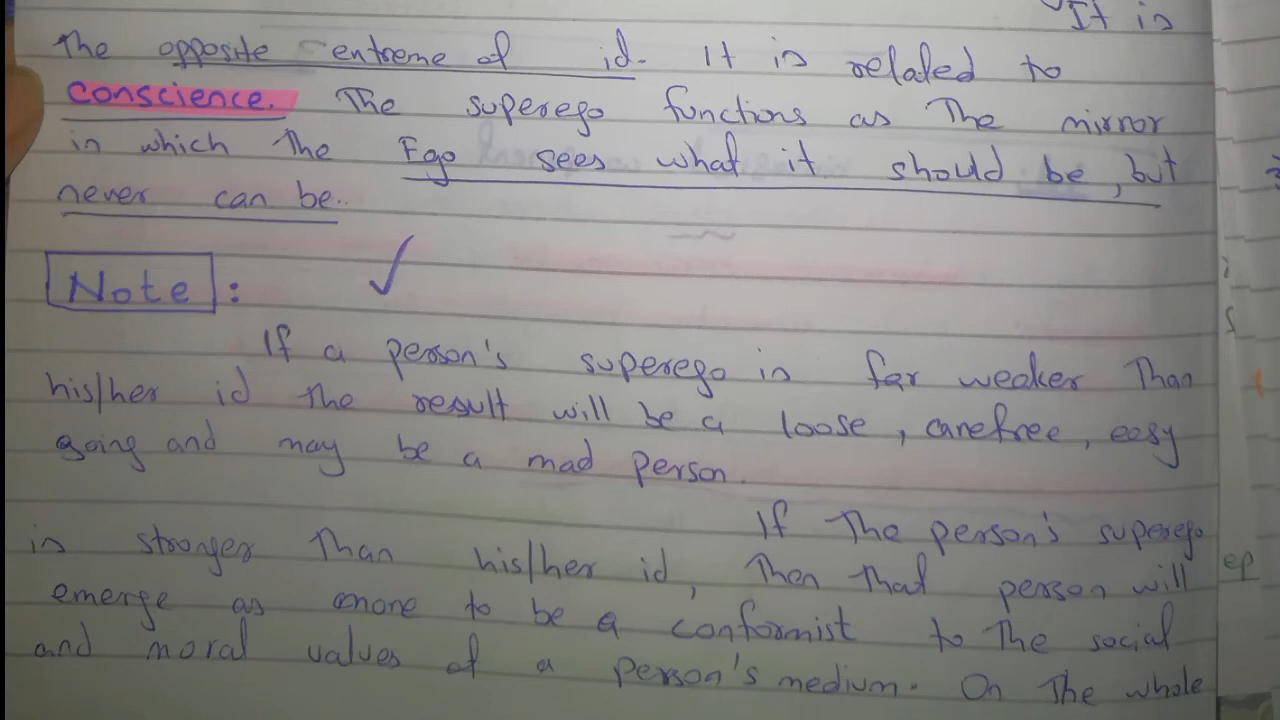 It is
The opposite extreme of id. It is related to
conscience. The superego functions as The mirror
in which The Ego sees what it should be, but
never can be..
Note :
If a person's superego is far weaker Than
his/her id The result will be a loose, carefree, easy
going and may be a mad person.
If The person's superego
is stronger Than his/her id, Then That person will
ep
emerge as more to be a conformist to The social
and moral values of a person's medium. On The whole